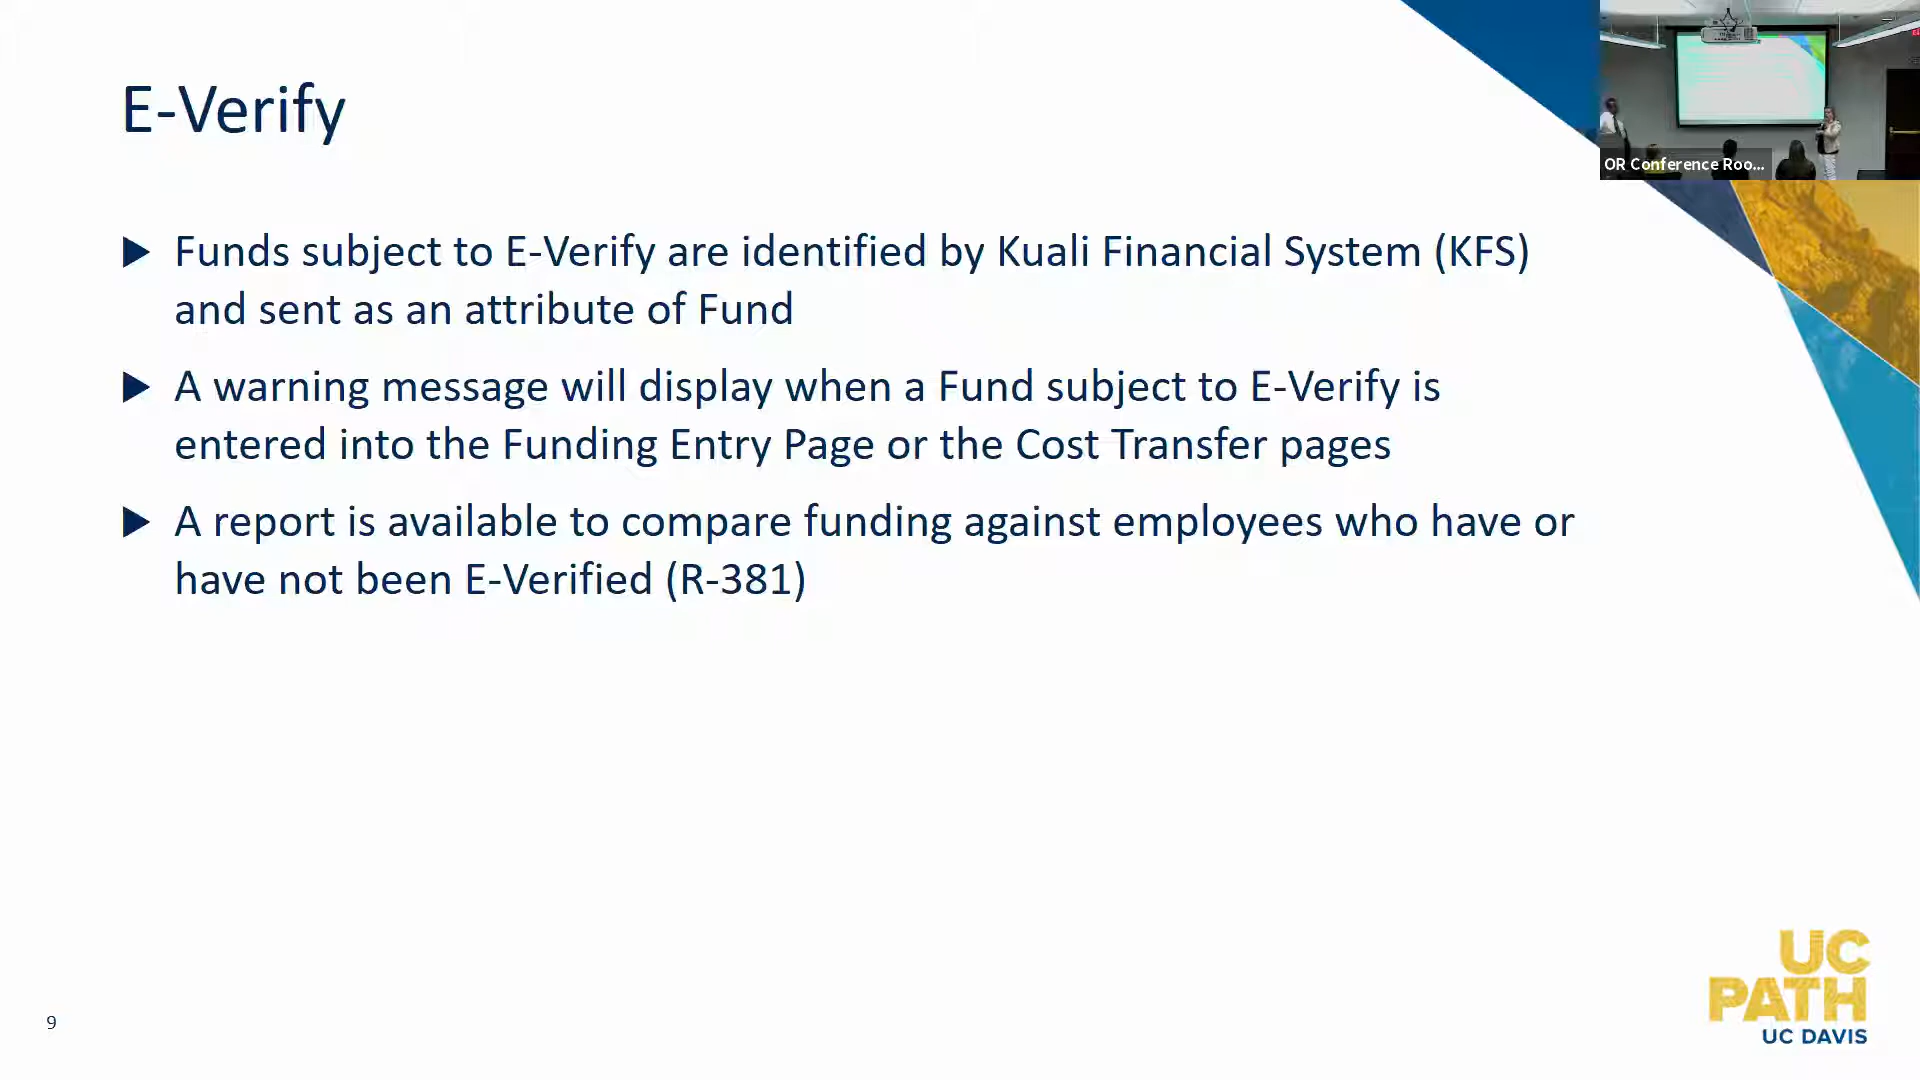 E-Verify
OR Conference Roo...
▶ Funds subject to E-Verify are identified by Kuali Financial System (KFS)
and sent as an attribute of Fund
▶ A warning message will display when a Fund subject to E-Verify is
entered into the Funding Entry Page or the Cost Transfer pages
▶ A report is available to compare funding against employees who have or
have not been E-Verified (R-381)
UC
PATH
UC DAVIS
9